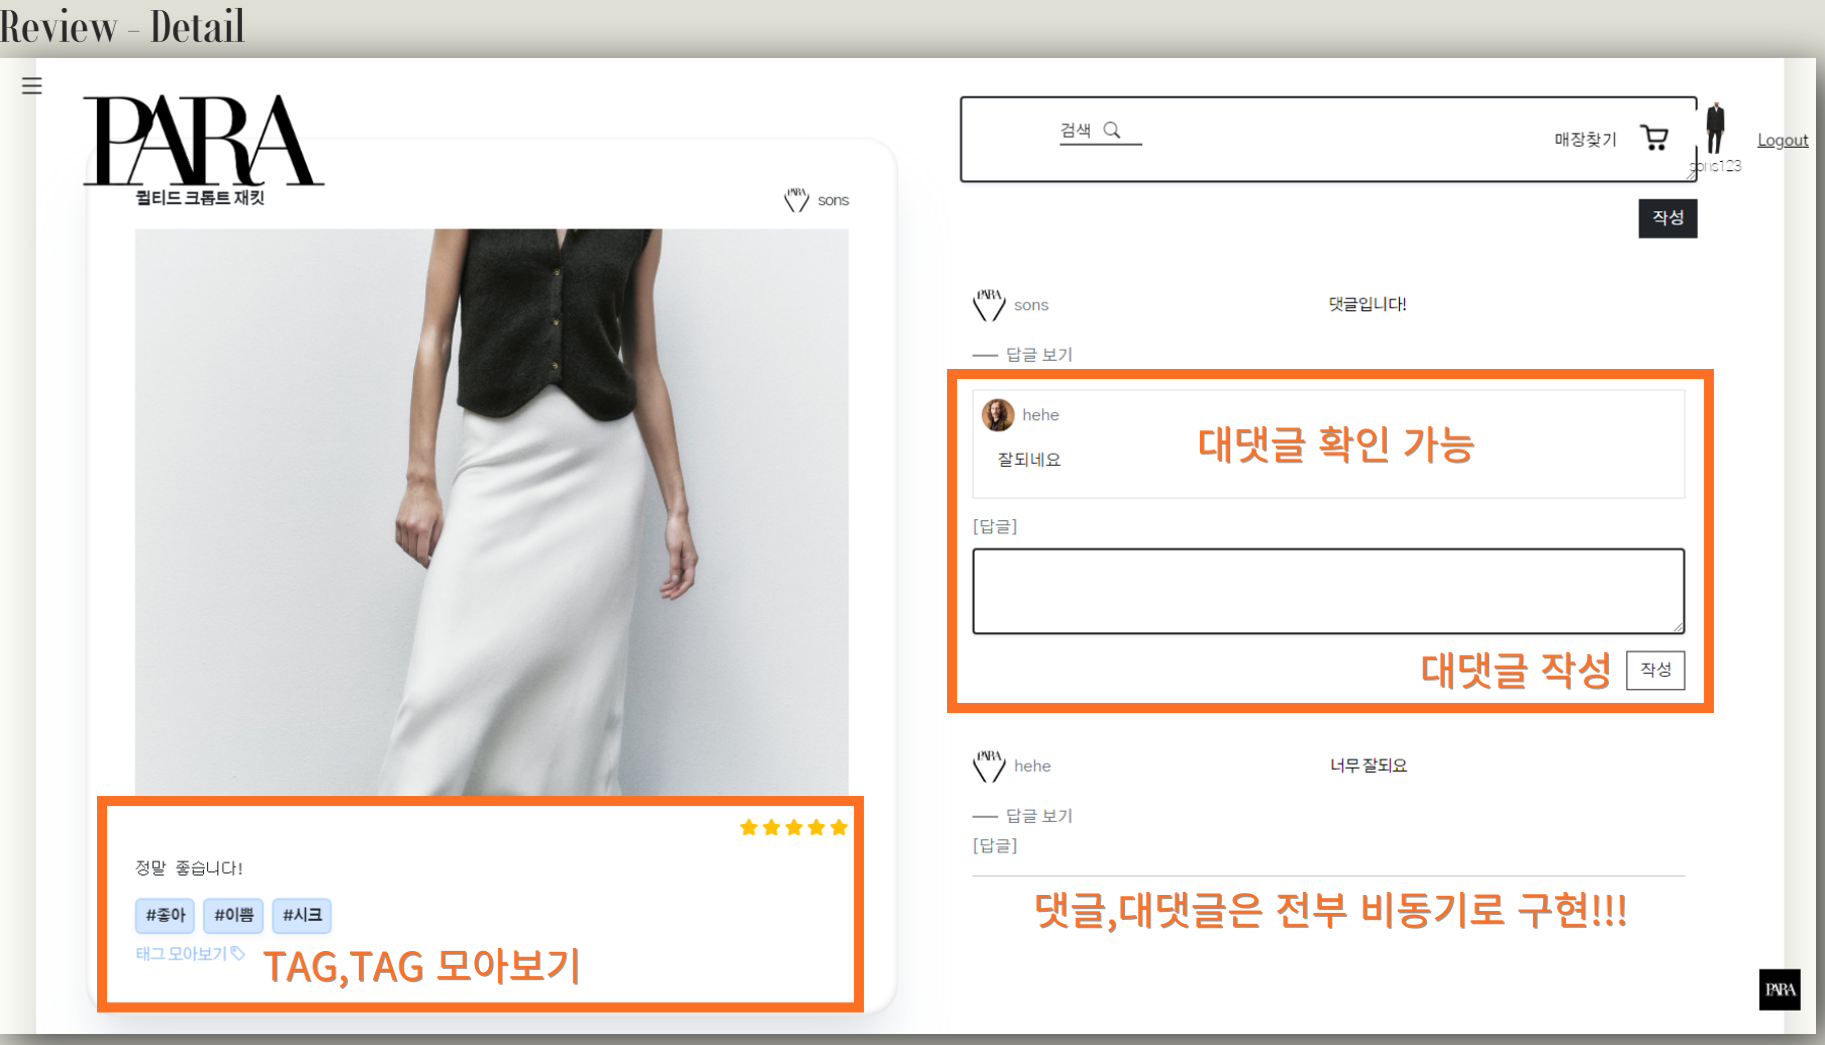 Review - Detail
PARA
퀼티드 크롭트 재킷
PARA sons
정말 좋습니다!
#좋아 #이쁨 #시크
태그 모아보기
TAG,TAG 모아보기
검색
매장찾기
sons123
Logout
작성
PARA sons
댓글입니다!
답글 보기
hehe
잘되네요
대댓글 확인 가능
[답글]
대댓글 작성
작성
PARA hehe
너무 잘되요
답글 보기
[답글]
댓글,대댓글은 전부 비동기로 구현!!!
PARA